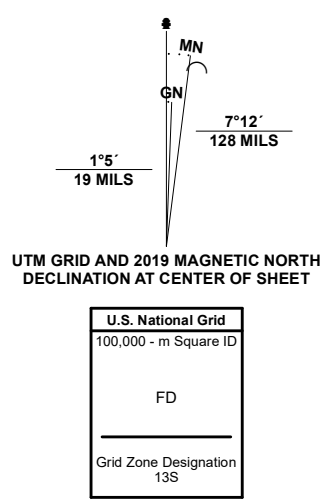 MN
GN
7°12´
128 MILS
1°5´
19 MILS
UTM GRID AND 2019 MAGNETIC NORTH
DECLINATION AT CENTER OF SHEET
U.S. National Grid
100,000 - m Square ID
FD
Grid Zone Designation
13S